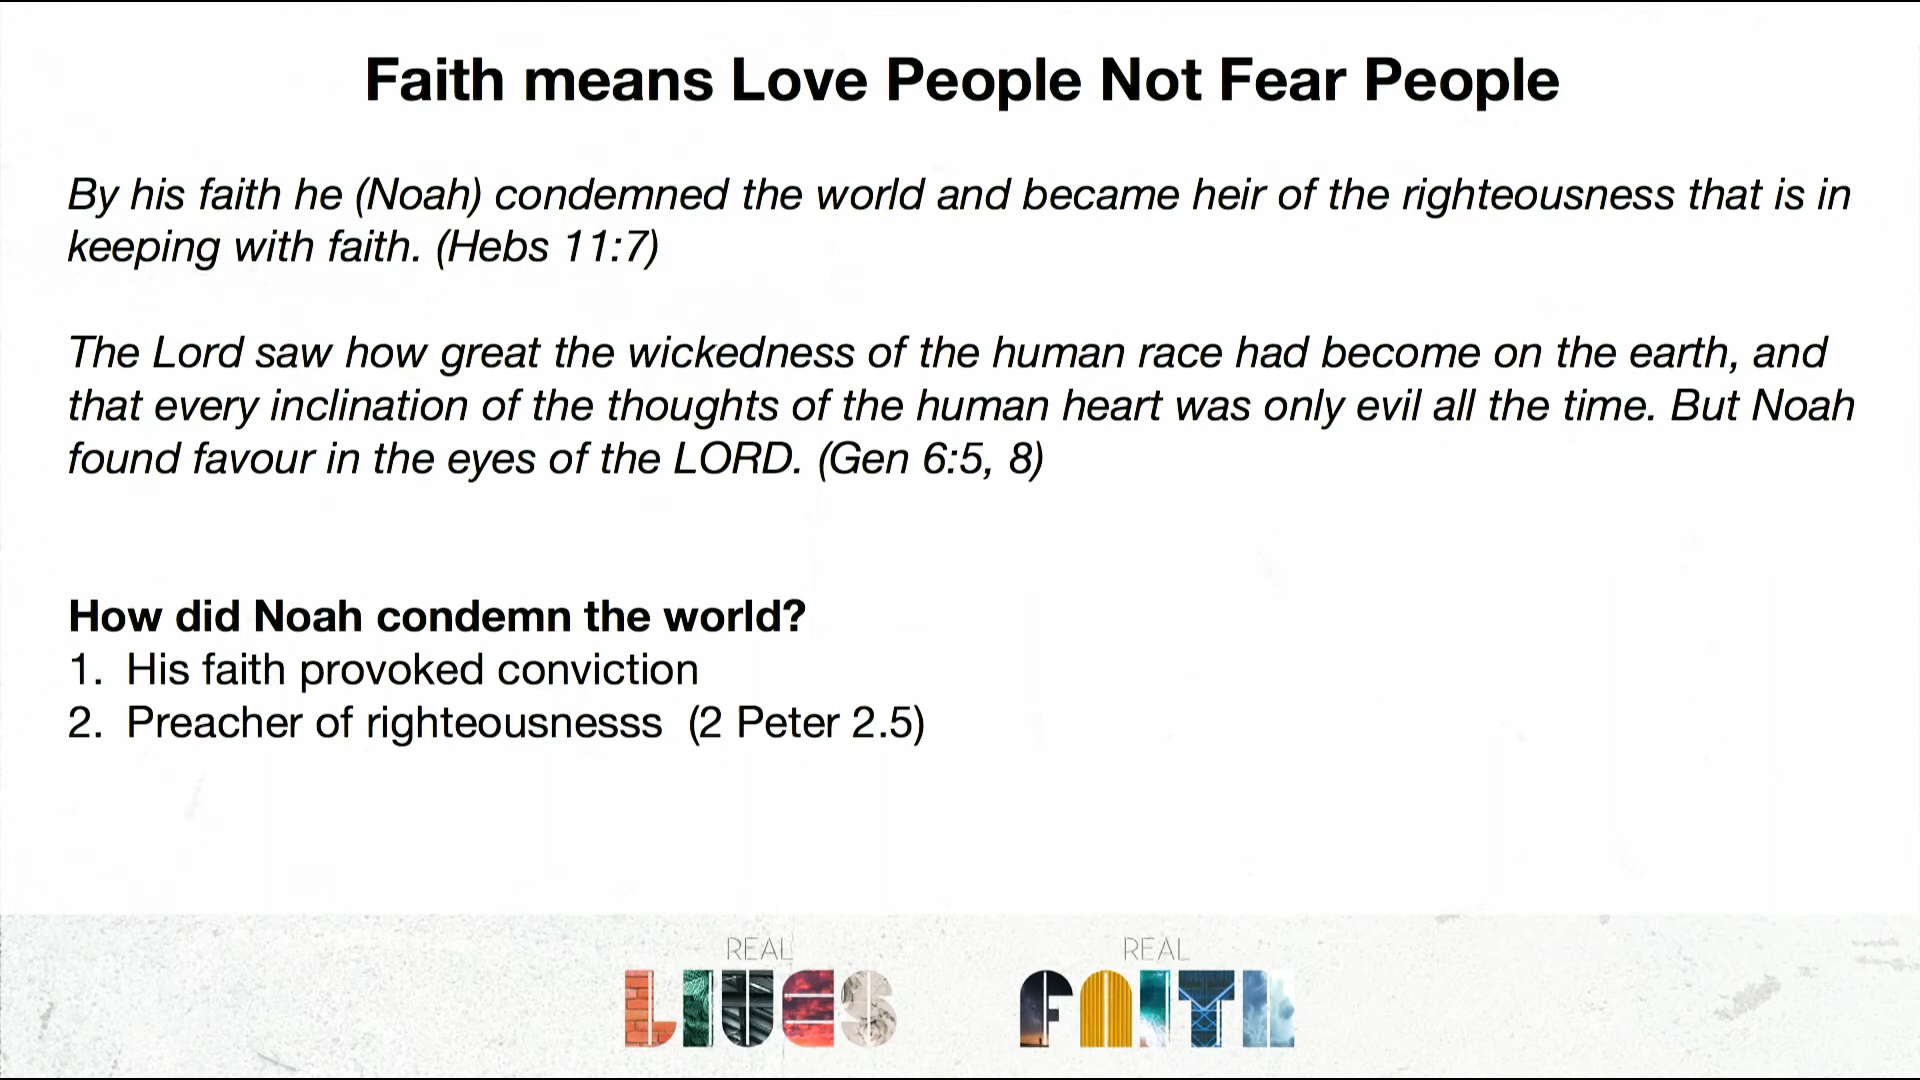 Faith means Love People Not Fear People
By his faith he (Noah) condemned the world and became heir of the righteousness that is in
keeping with faith. (Hebs 11:7)
The Lord saw how great the wickedness of the human race had become on the earth, and
that every inclination of the thoughts of the human heart was only evil all the time. But Noah
found favour in the eyes of the LORD. (Gen 6:5, 8)
How did Noah condemn the world?
1. His faith provoked conviction
2. Preacher of righteousnesss (2 Peter 2.5)
REAL REAL
LIVES FAITH